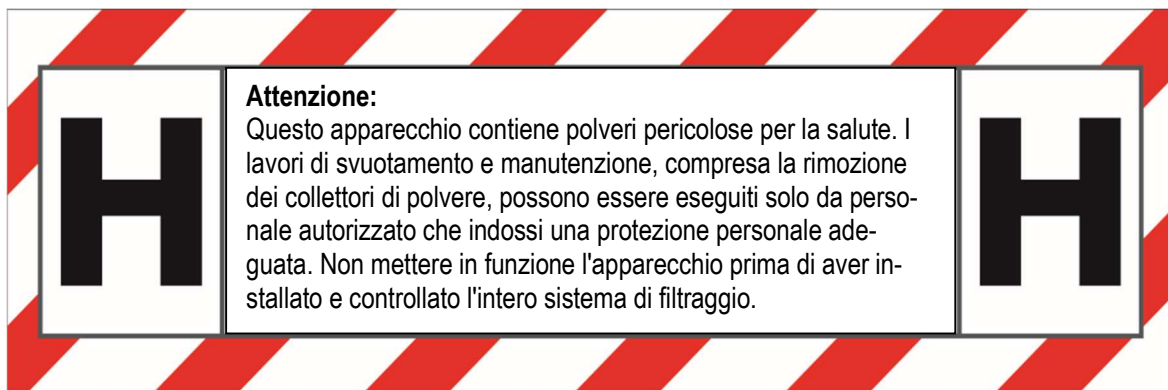 H
Attenzione:
Questo apparecchio contiene polveri pericolose per la salute. I
lavori di svuotamento e manutenzione, compresa la rimozione
dei collettori di polvere, possono essere eseguiti solo da perso-
nale autorizzato che indossi una protezione personale ade-
guata. Non mettere in funzione l'apparecchio prima di aver in-
stallato e controllato l'intero sistema di filtraggio.
H